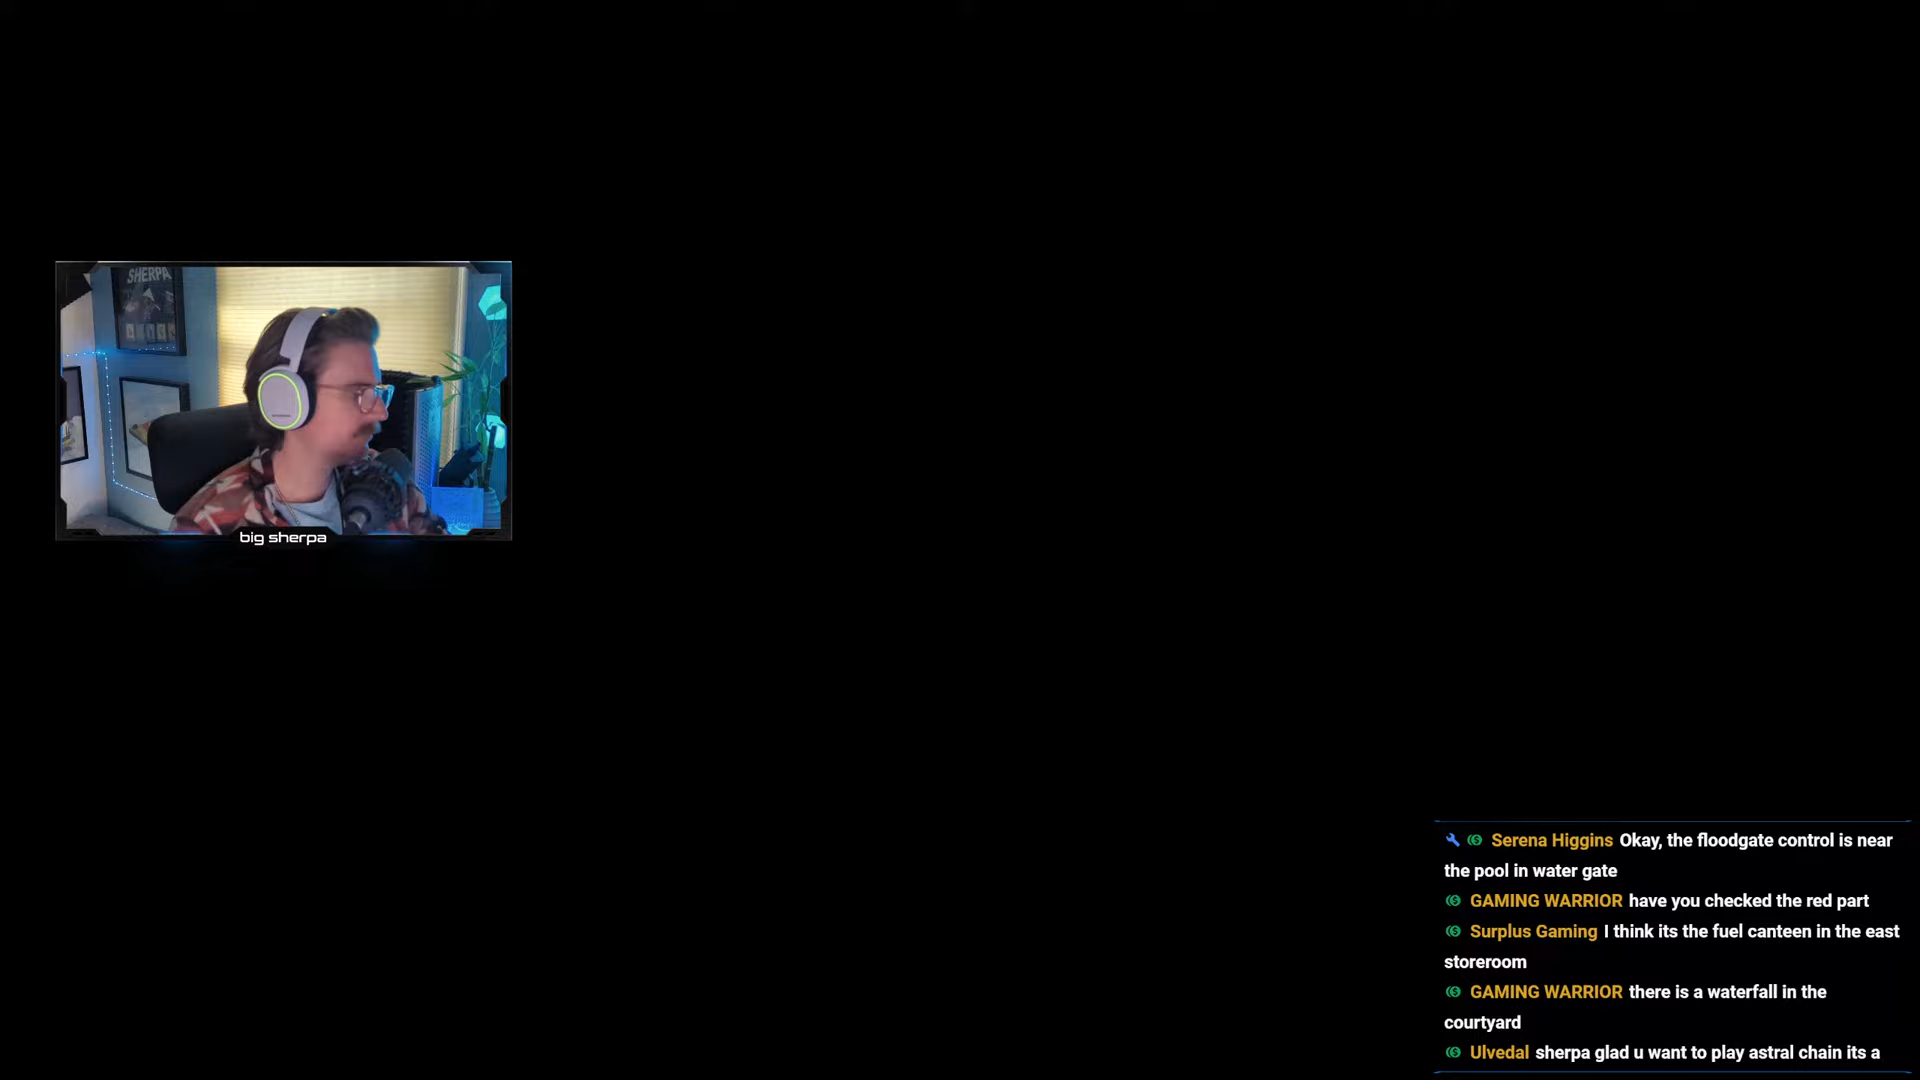 SHERPA
big sherpa
Serena Higgins Okay, the floodgate control is near
the pool in water gate
GAMING WARRIOR have you checked the red part
Surplus Gaming I think its the fuel canteen in the east
storeroom
GAMING WARRIOR there is a waterfall in the
courtyard
Ulvedal sherpa glad u want to play astral chain its a